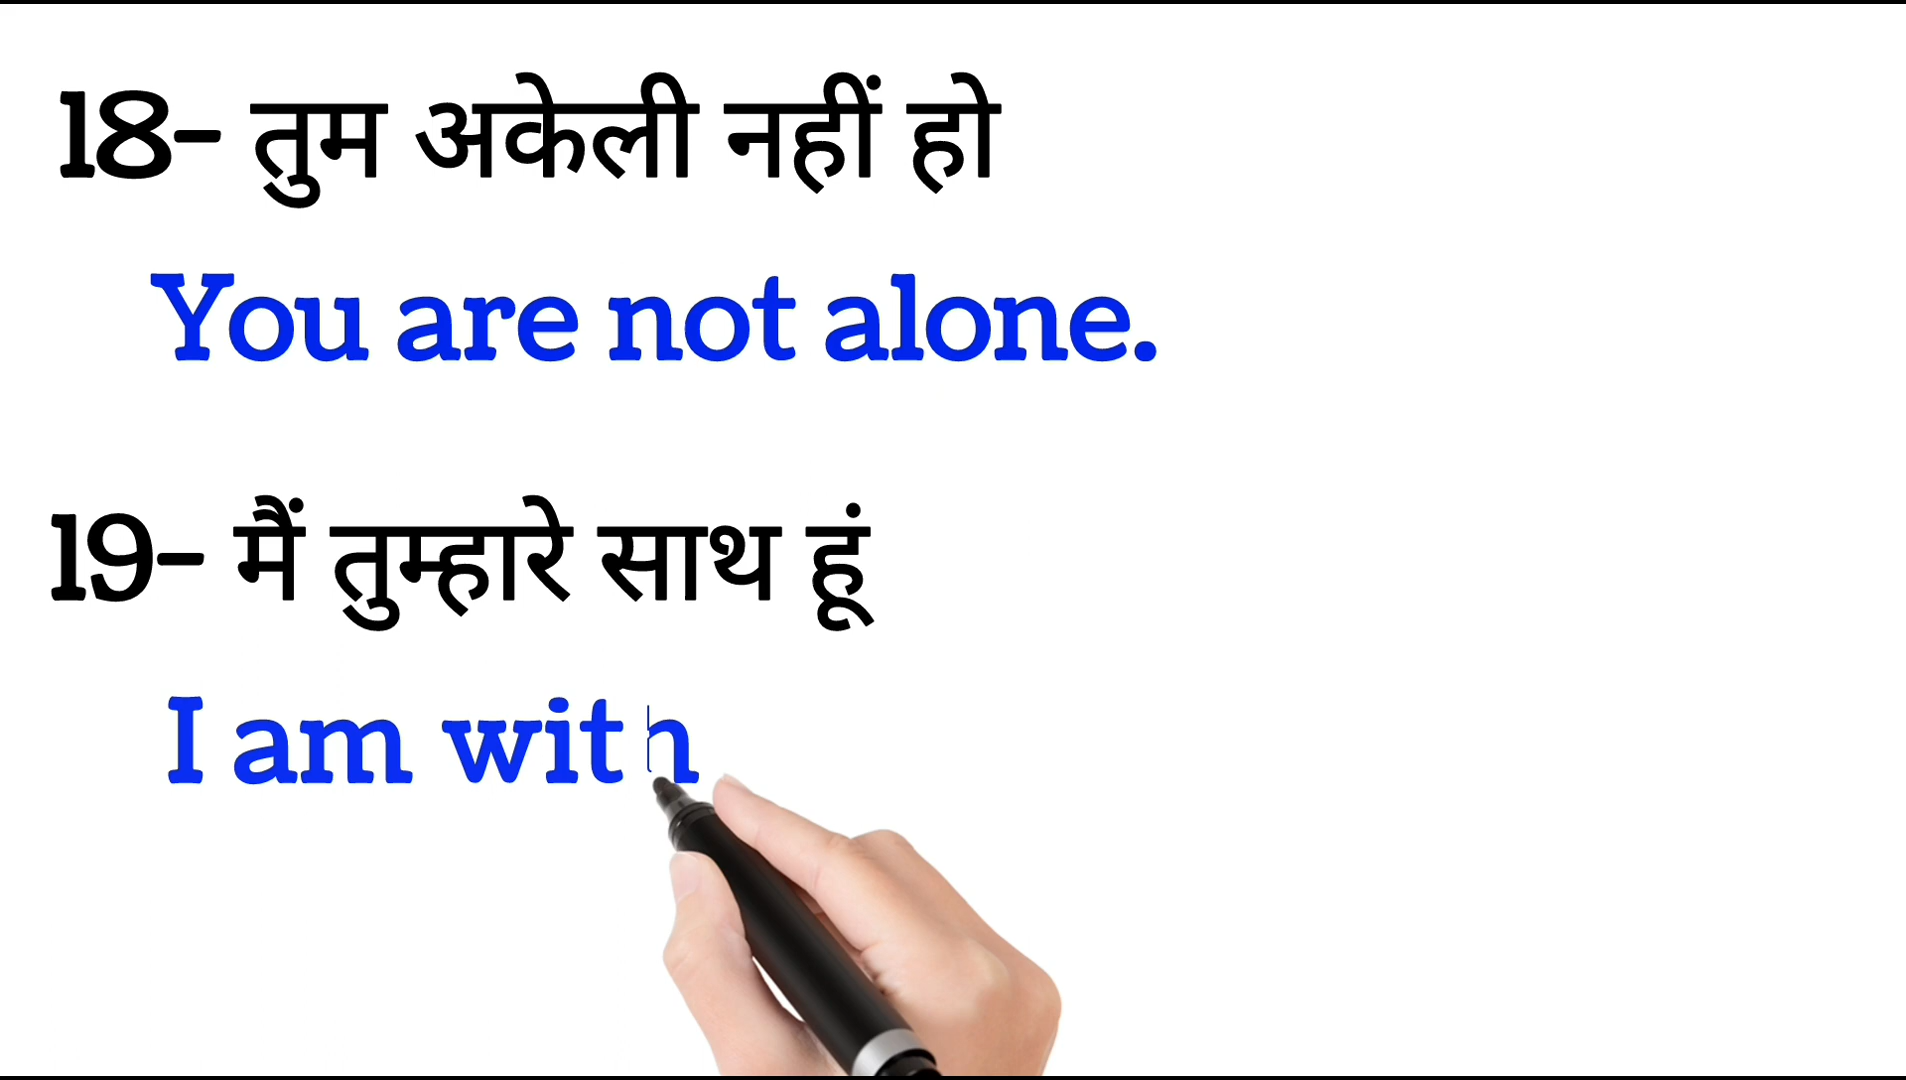 18- तुम अकेली नहीं हो
You are not alone.
19- मैं तुम्हारे साथ हूं
I am with